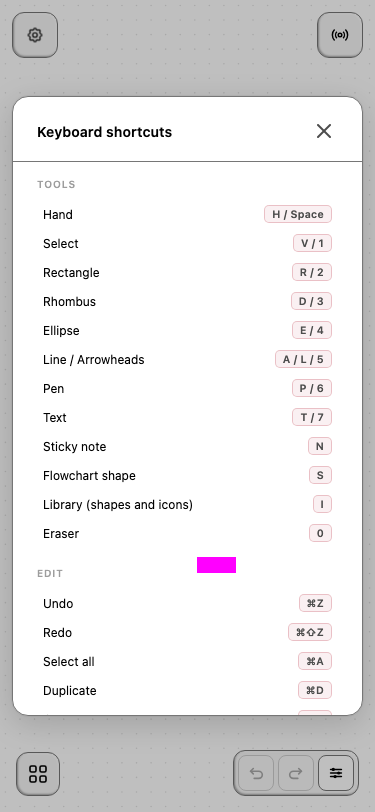 Keyboard shortcuts
TOOLS
Hand H / Space
Select V / 1
Rectangle R / 2
Rhombus D / 3
Ellipse E / 4
Line / Arrowheads A / L / 5
Pen P / 6
Text T / 7
Sticky note N
Flowchart shape S
Library (shapes and icons) I
Eraser 0
EDIT
Undo ⌘Z
Redo ⌘⇧Z
Select all ⌘A
Duplicate ⌘D